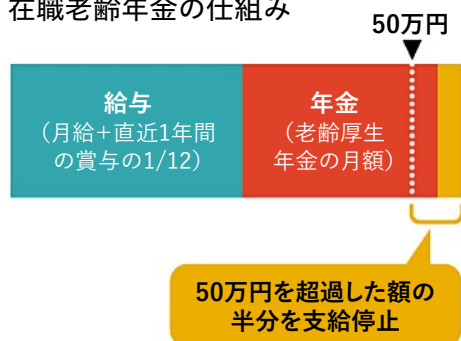 在職老齢年金の仕組み
50万円
給与
（月給+直近1年間
の賞与の1/12）
年金
（老齢厚生
年金の月額）
50万円を超過した額の
半分を支給停止